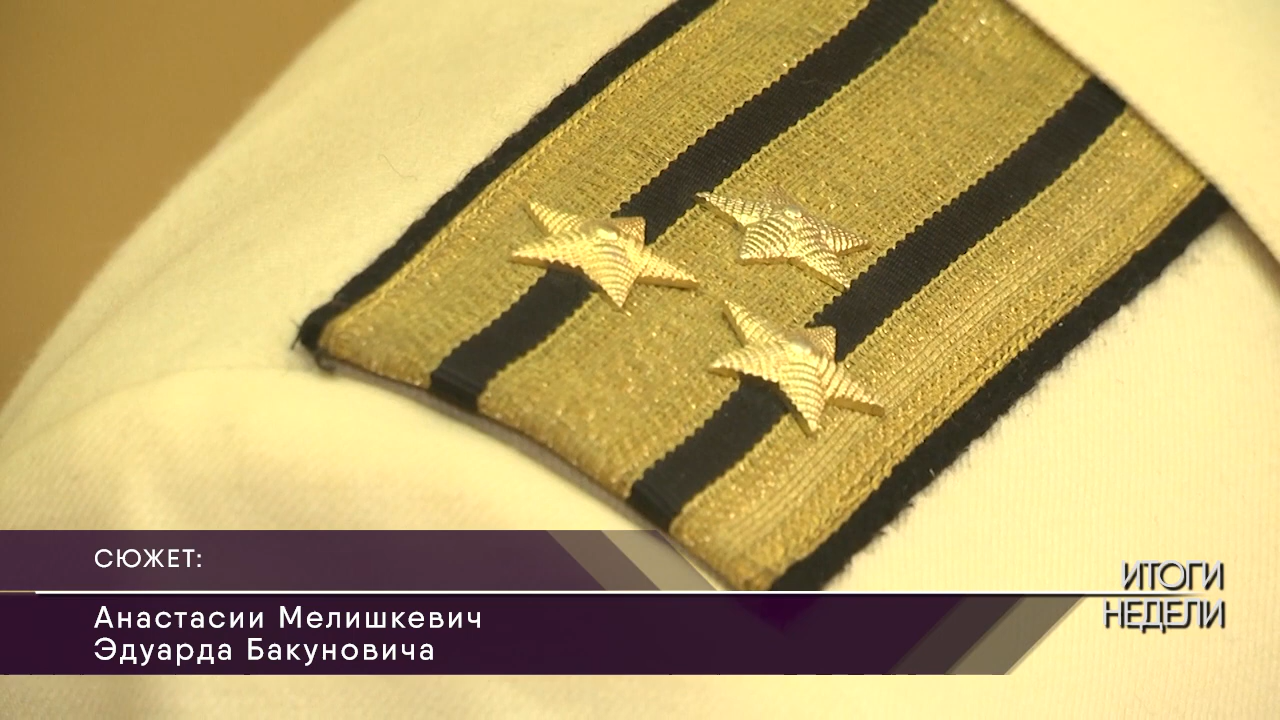 СЮЖЕТ:
Анастасии Мелишкевич
Эдуарда Бакуновича
ИТОГИ
НЕДЕЛИ